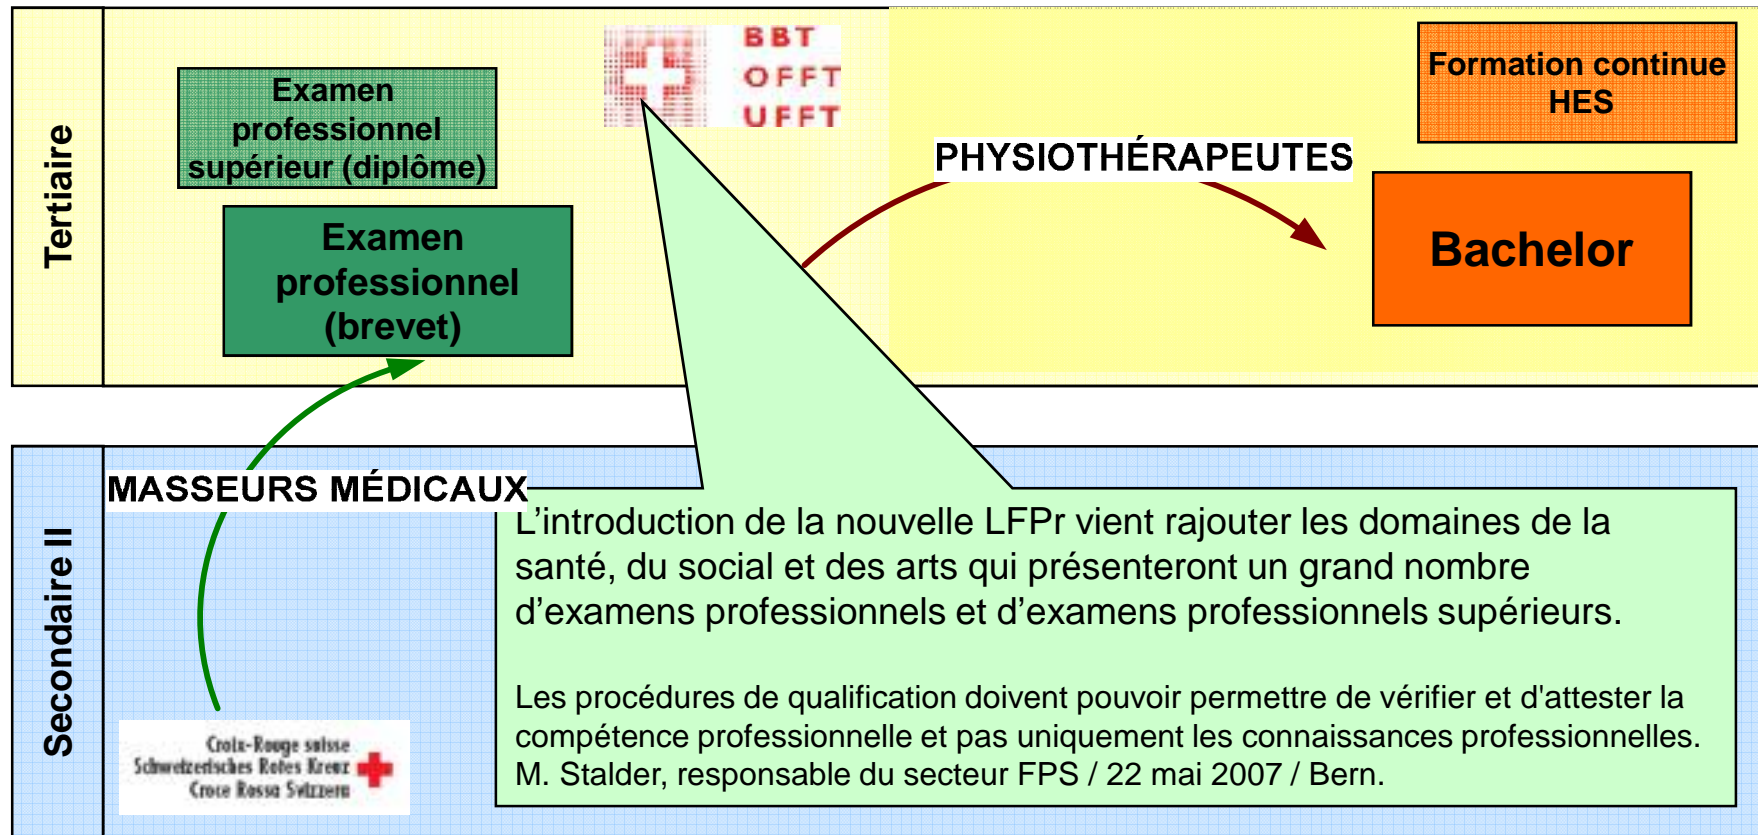 Tertiaire
Examen
professionnel
supérieur (diplôme)
Examen
professionnel
(brevet)
BBT
OFFT
UFFT
PHYSIOTHÉRAPEUTES
Formation continue
HES
Bachelor
Secondaire II
MASSEURS MÉDICAUX
Croix-Rouge suisse
Schweizerisches Rotes Kreuz
Croce Rossa Svizzera
L'introduction de la nouvelle LFPr vient rajouter les domaines de la
santé, du social et des arts qui présenteront un grand nombre
d'examens professionnels et d'examens professionnels supérieurs.
Les procédures de qualification doivent pouvoir permettre de vérifier et d'attester la
compétence professionnelle et pas uniquement les connaissances professionnelles.
M. Stalder, responsable du secteur FPS / 22 mai 2007 / Bern.